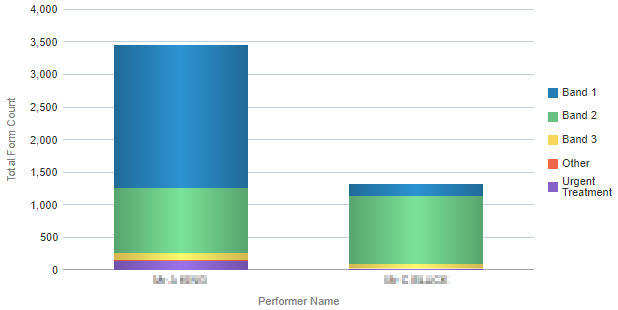 4,000
3,500
3,000
2,500
2,000
1,500
1,000
500
0
Total Form Count
Performer Name
Band 1
Band 2
Band 3
Other
Urgent
Treatment